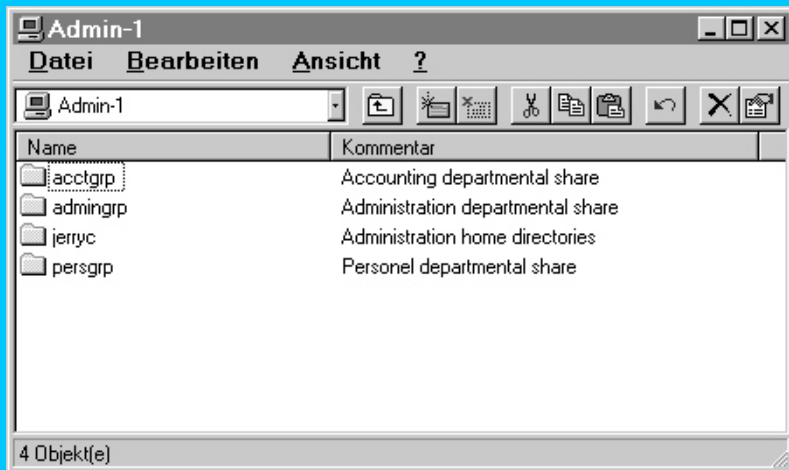 Admin-1
Datei Bearbeiten Ansicht ?
Admin-1
Name Kommentar
acctgrp Accounting departmental share
admingrp Administration departmental share
jerryc Administration home directories
persgrp Personel departmental share
4 Objekt(e)